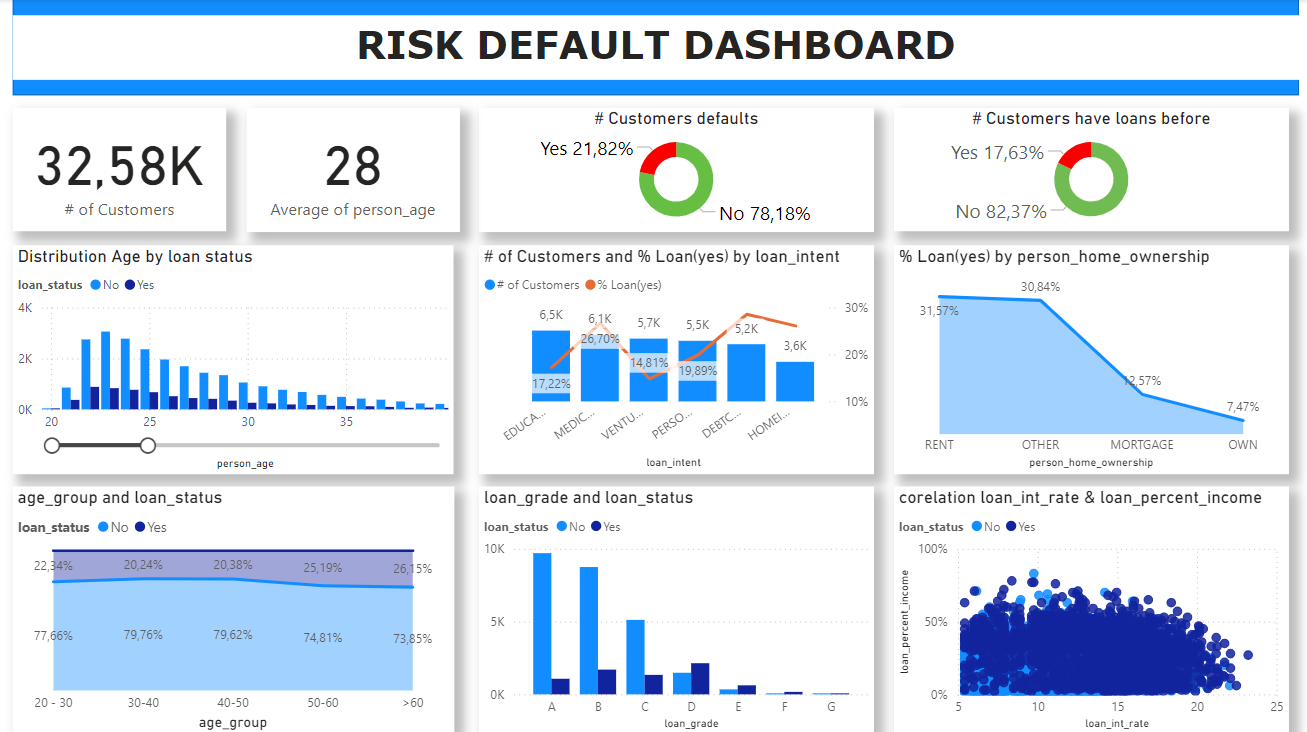 RISK DEFAULT DASHBOARD
32,58K
# of Customers
28
Average of person_age
# Customers defaults
Yes 21,82%
No 78,18%
# Customers have loans before
Yes 17,63%
No 82,37%
Distribution Age by loan status
loan_status No Yes
4K
2K
0K
20 25 30 35
person_age
# of Customers and % Loan(yes) by loan_intent
# of Customers % Loan(yes)
6,5K 6,1K 5,7K 5,5K 5,2K 3,6K
17,22% 26,70% 14,81% 19,89%
30%
20%
10%
EDUCA... MEDIC... VENTU... PERSO... DEBTC... HOMEI...
loan_intent
% Loan(yes) by person_home_ownership
31,57% 30,84% 12,57% 7,47%
RENT OTHER MORTGAGE OWN
person_home_ownership
age_group and loan_status
loan_status No Yes
22,34% 20,24% 20,38% 25,19% 26,15%
77,66% 79,76% 79,62% 74,81% 73,85%
20 - 30 30-40 40-50 50-60 >60
age_group
loan_grade and loan_status
loan_status No Yes
10K
5K
0K
A B C D E F G
loan_grade
corelation loan_int_rate & loan_percent_income
loan_status No Yes
loan_percent_income
100%
50%
0%
5 10 15 20 25
loan_int_rate